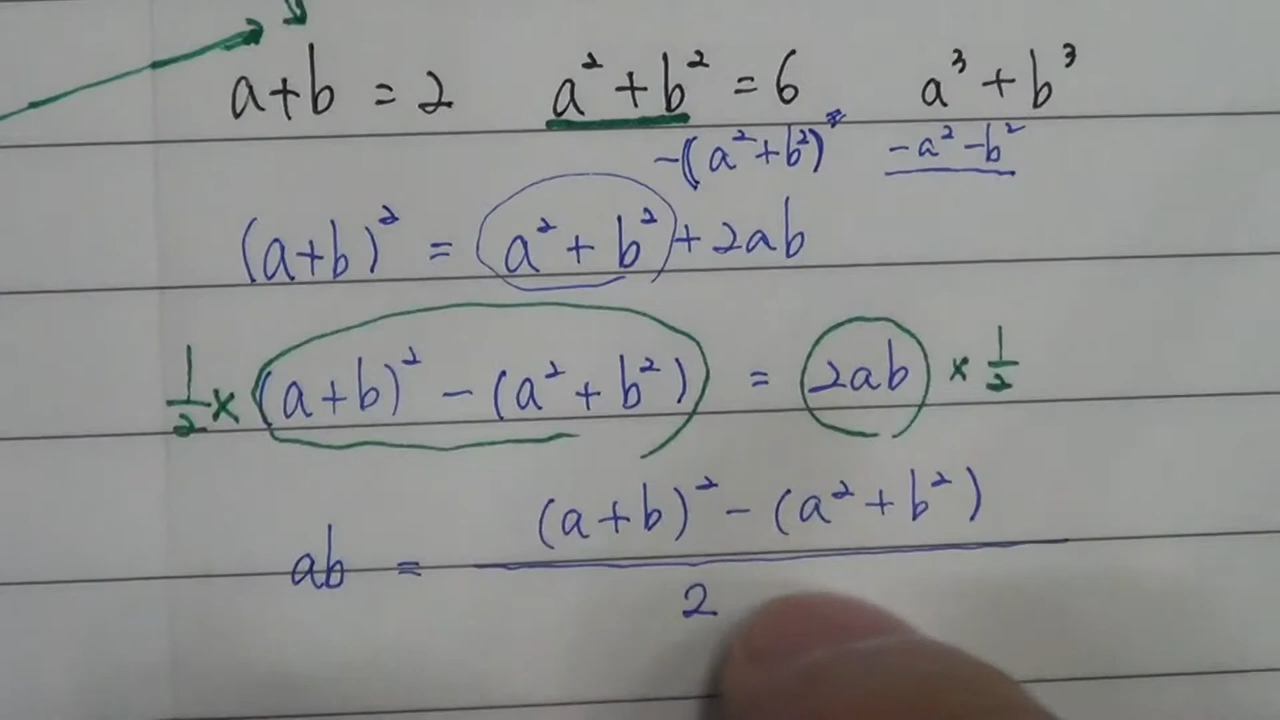 a+b = 2 a² + b² = 6 a³ + b³
-(a² + b²) -a² -b²
(a+b)² = (a² + b²) + 2ab
1/2 × (a+b)² - (a² + b²) = 2ab × 1/2
ab = (a+b)² - (a² + b²) / 2